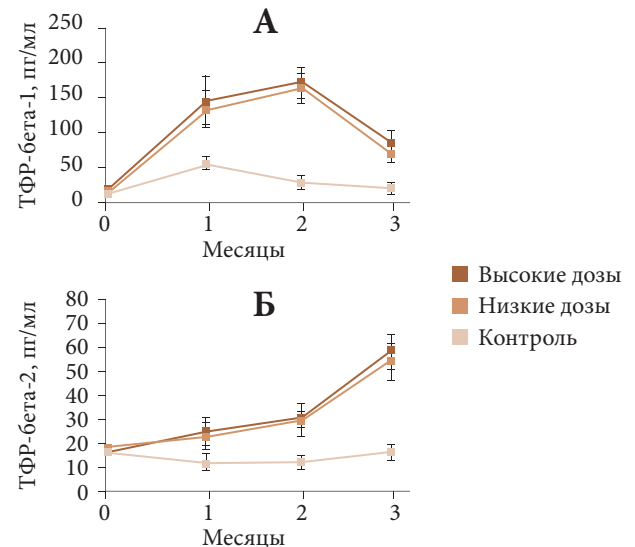 А
ТФР-бета-1, пг/мл
250
200
150
100
50
0
0 1 2 3
Месяцы
Б
ТФР-бета-2, пг/мл
80
70
60
50
40
30
20
10
0
0 1 2 3
Месяцы
Высокие дозы
Низкие дозы
Контроль